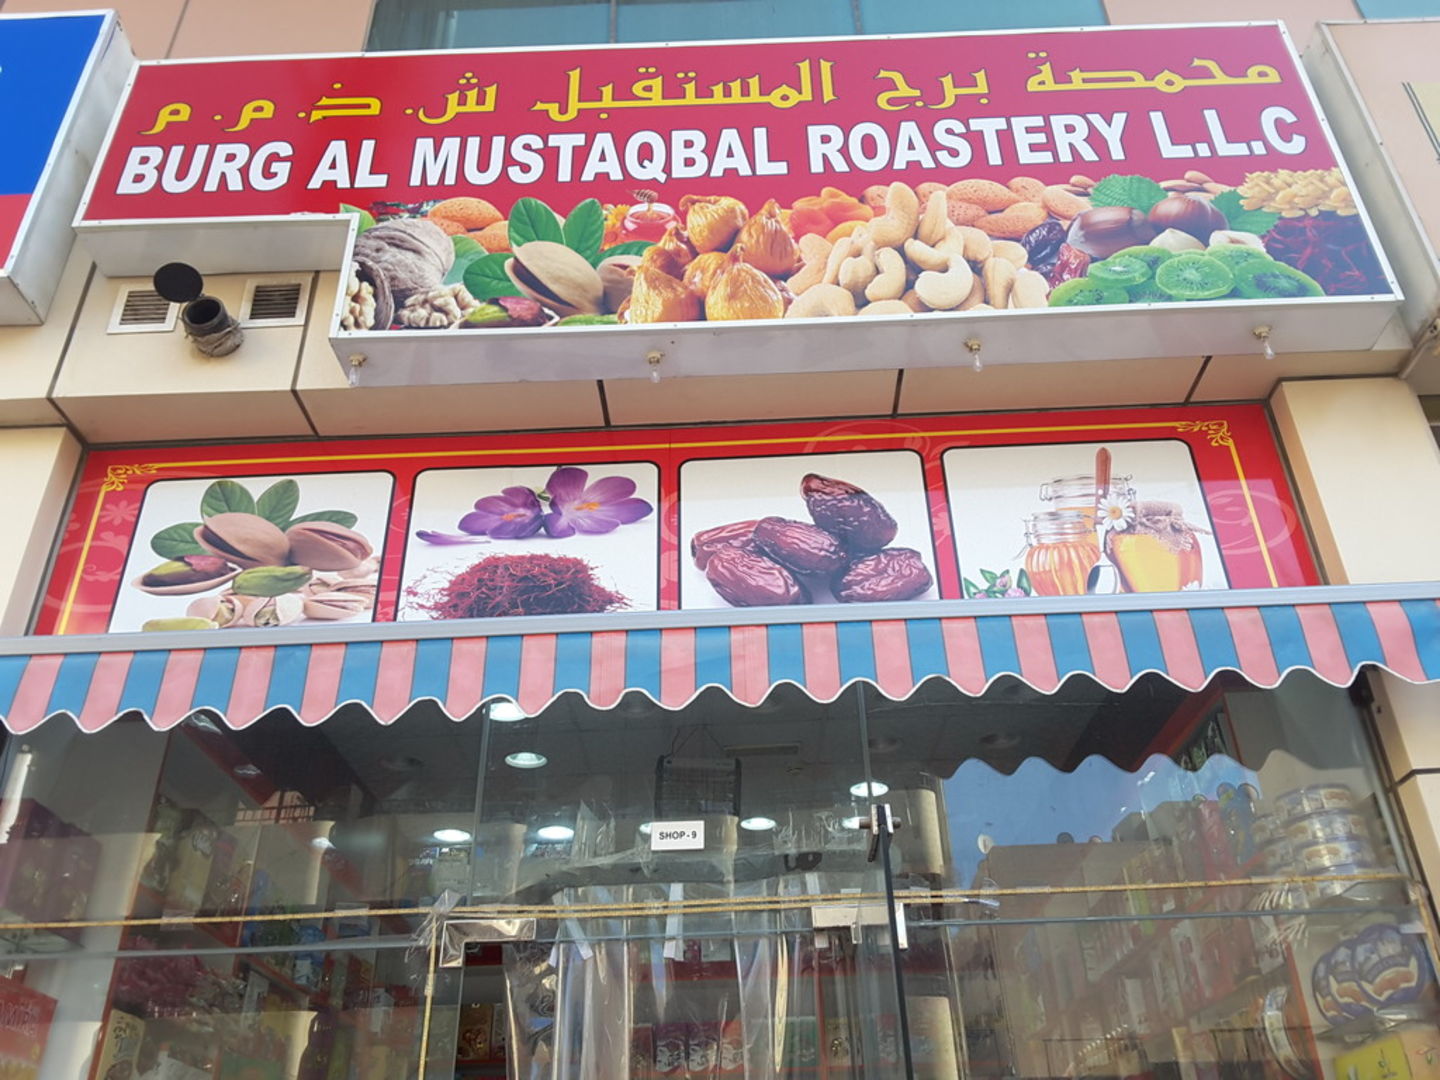 محمصة برج المستقبل ش. ذ. م. م
BURG AL MUSTAQBAL ROASTERY L.L.C
SHOP - 9